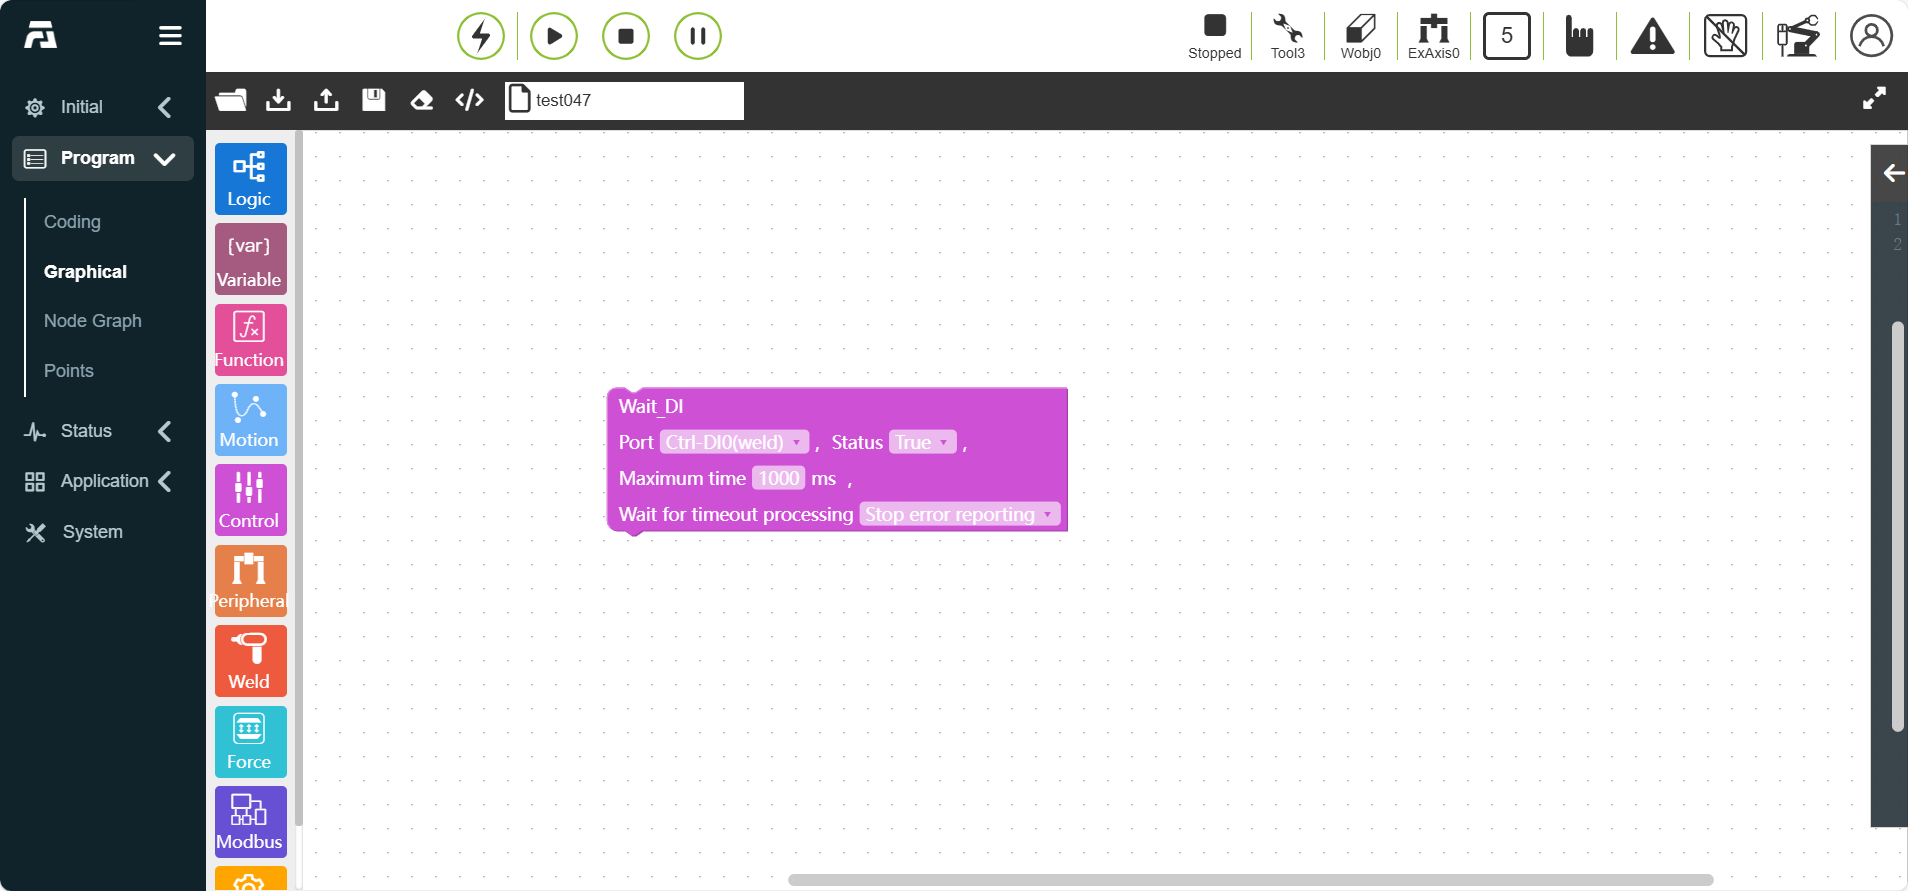 Stopped
Tool3
Wobj0
ExAxis0
5
test047
Initial
Program
Coding
Graphical
Node Graph
Points
Status
Application
System
Logic
{var}
Variable
fx
Function
Motion
Control
Peripheral
Weld
Force
Modbus
Wait_DI
Port Ctrl-DI0(weld) , Status True ,
Maximum time 1000 ms ,
Wait for timeout processing Stop error reporting
1
2